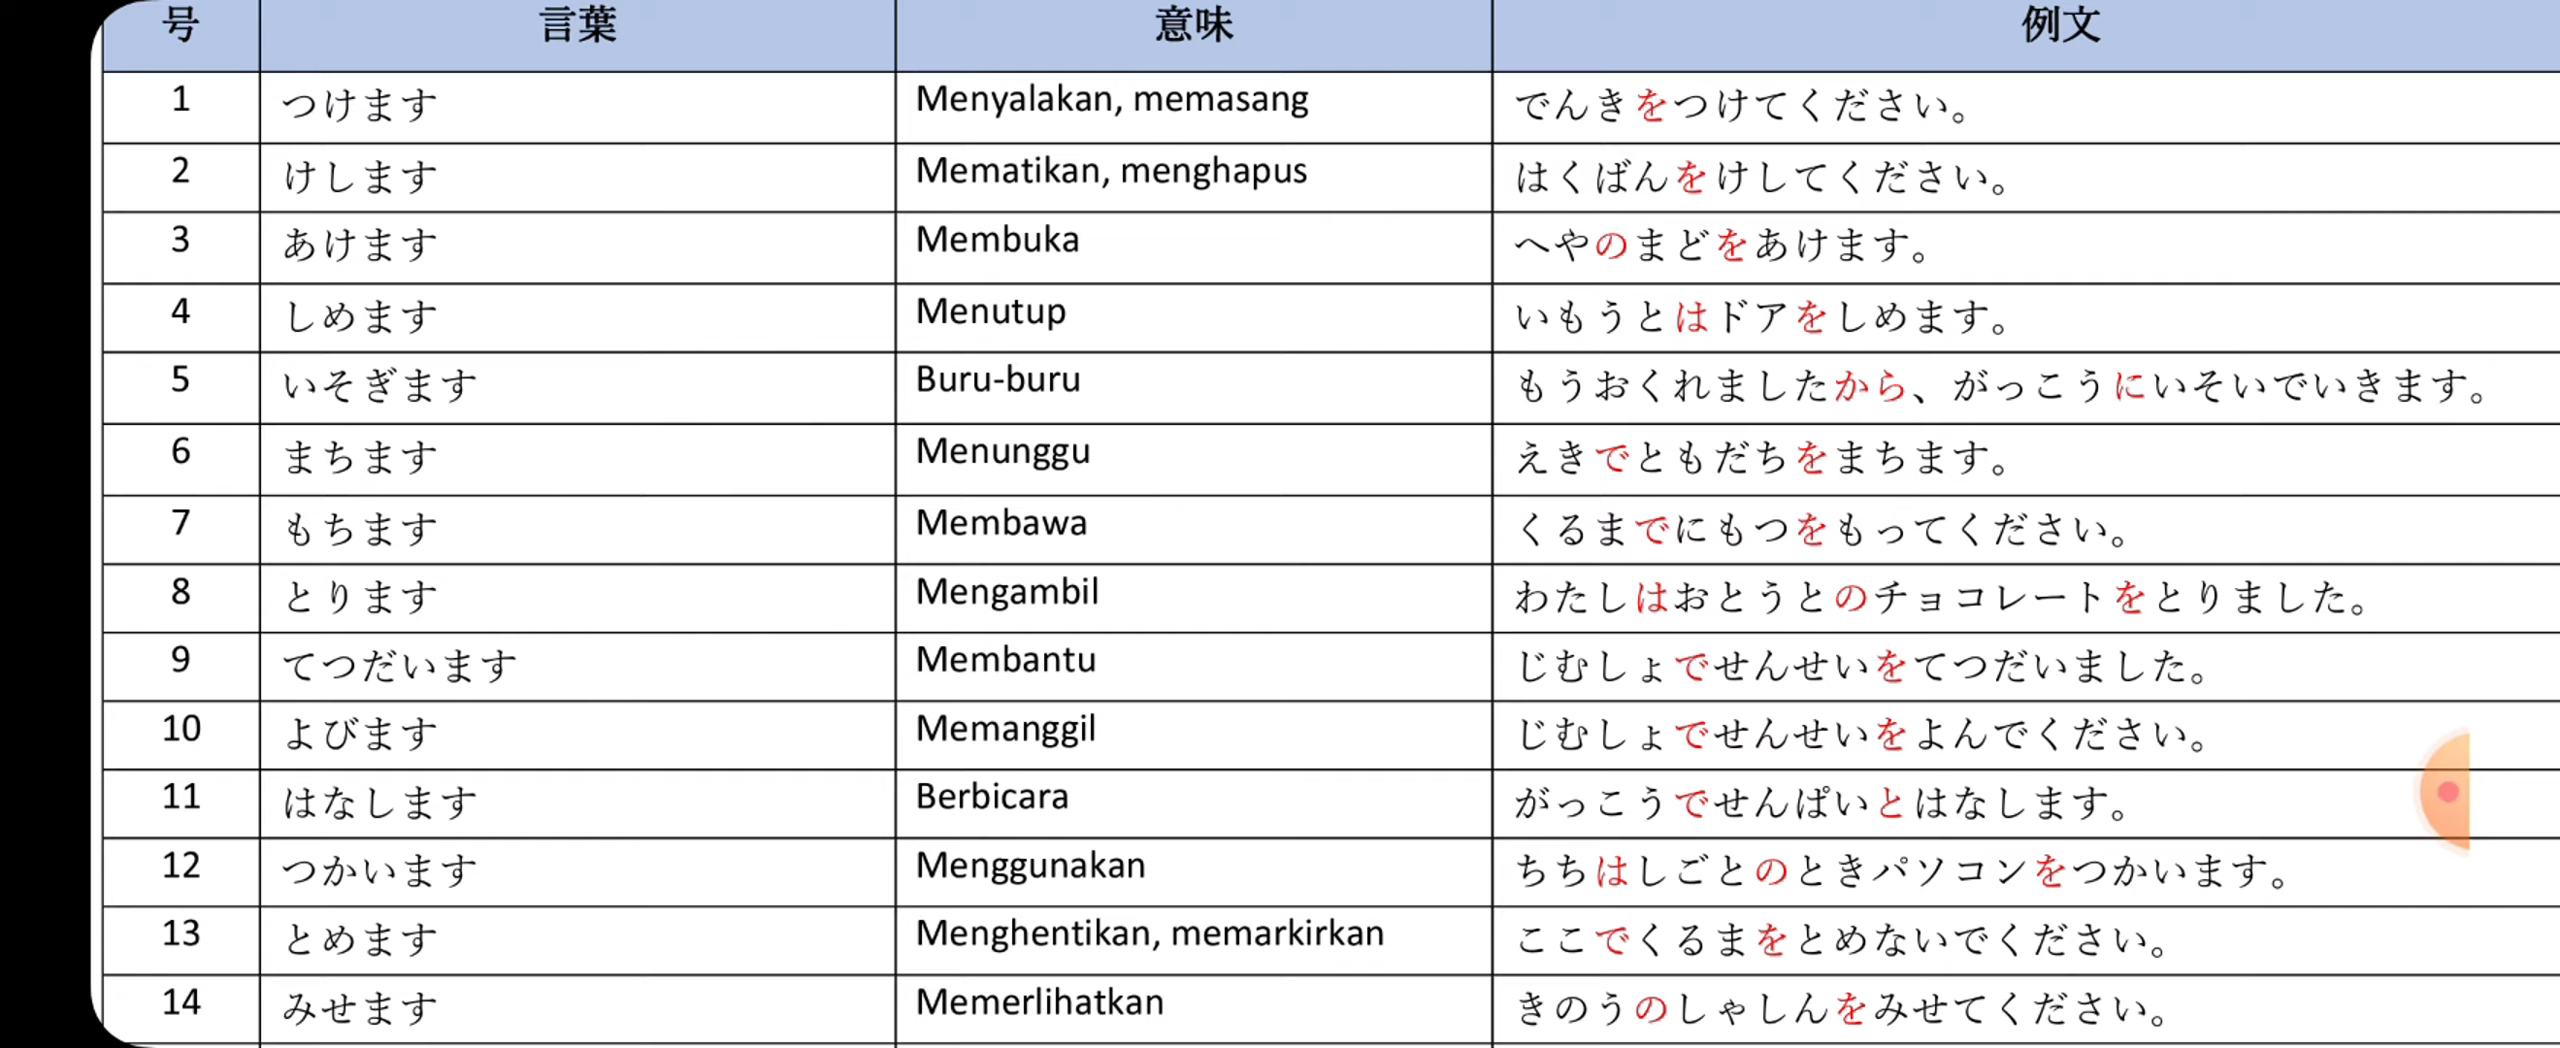 号 言葉 意味 例文
1 つけます Menyalakan, memasang でんきをつけてください。
2 けします Mematikan, menghapus はくばんをけしてください。
3 あけます Membuka へやのまどをあけます。
4 しめます Menutup いもうとはドアをしめます。
5 いそぎます Buru-buru もうおくれましたから、がっこうにいそいでいきます。
6 まちます Menunggu えきでともだちをまちます。
7 もちます Membawa くるまでにもつをもってください。
8 とります Mengambil わたしはおとうとのチョコレートをとりました。
9 てつだいます Membantu じむしょでせんせいをてつだいました。
10 よびます Memanggil じむしょでせんせいをよんでください。
11 はなします Berbicara がっこうでせんぱいとはなします。
12 つかいます Menggunakan ちちはしごとのときパソコンをつかいます。
13 とめます Menghentikan, memarkirkan ここでくるまをとめないでください。
14 みせます Memerlihatkan きのうのしゃしんをみせてください。